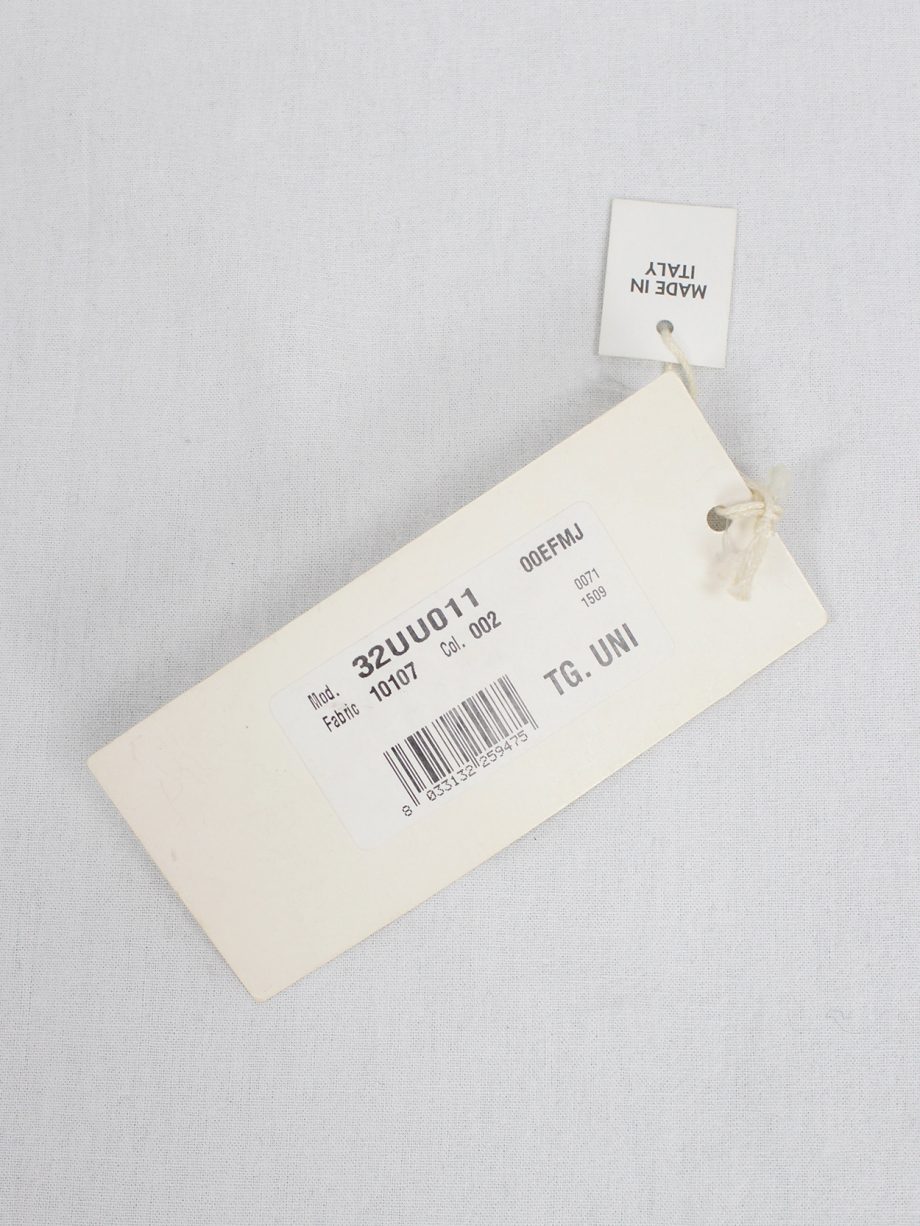 MADE IN
ITALY
Mod. 32UU011 00EFMJ
Fabric 10107 Col. 002 0071
1509
TG. UNI
8 033132 259475